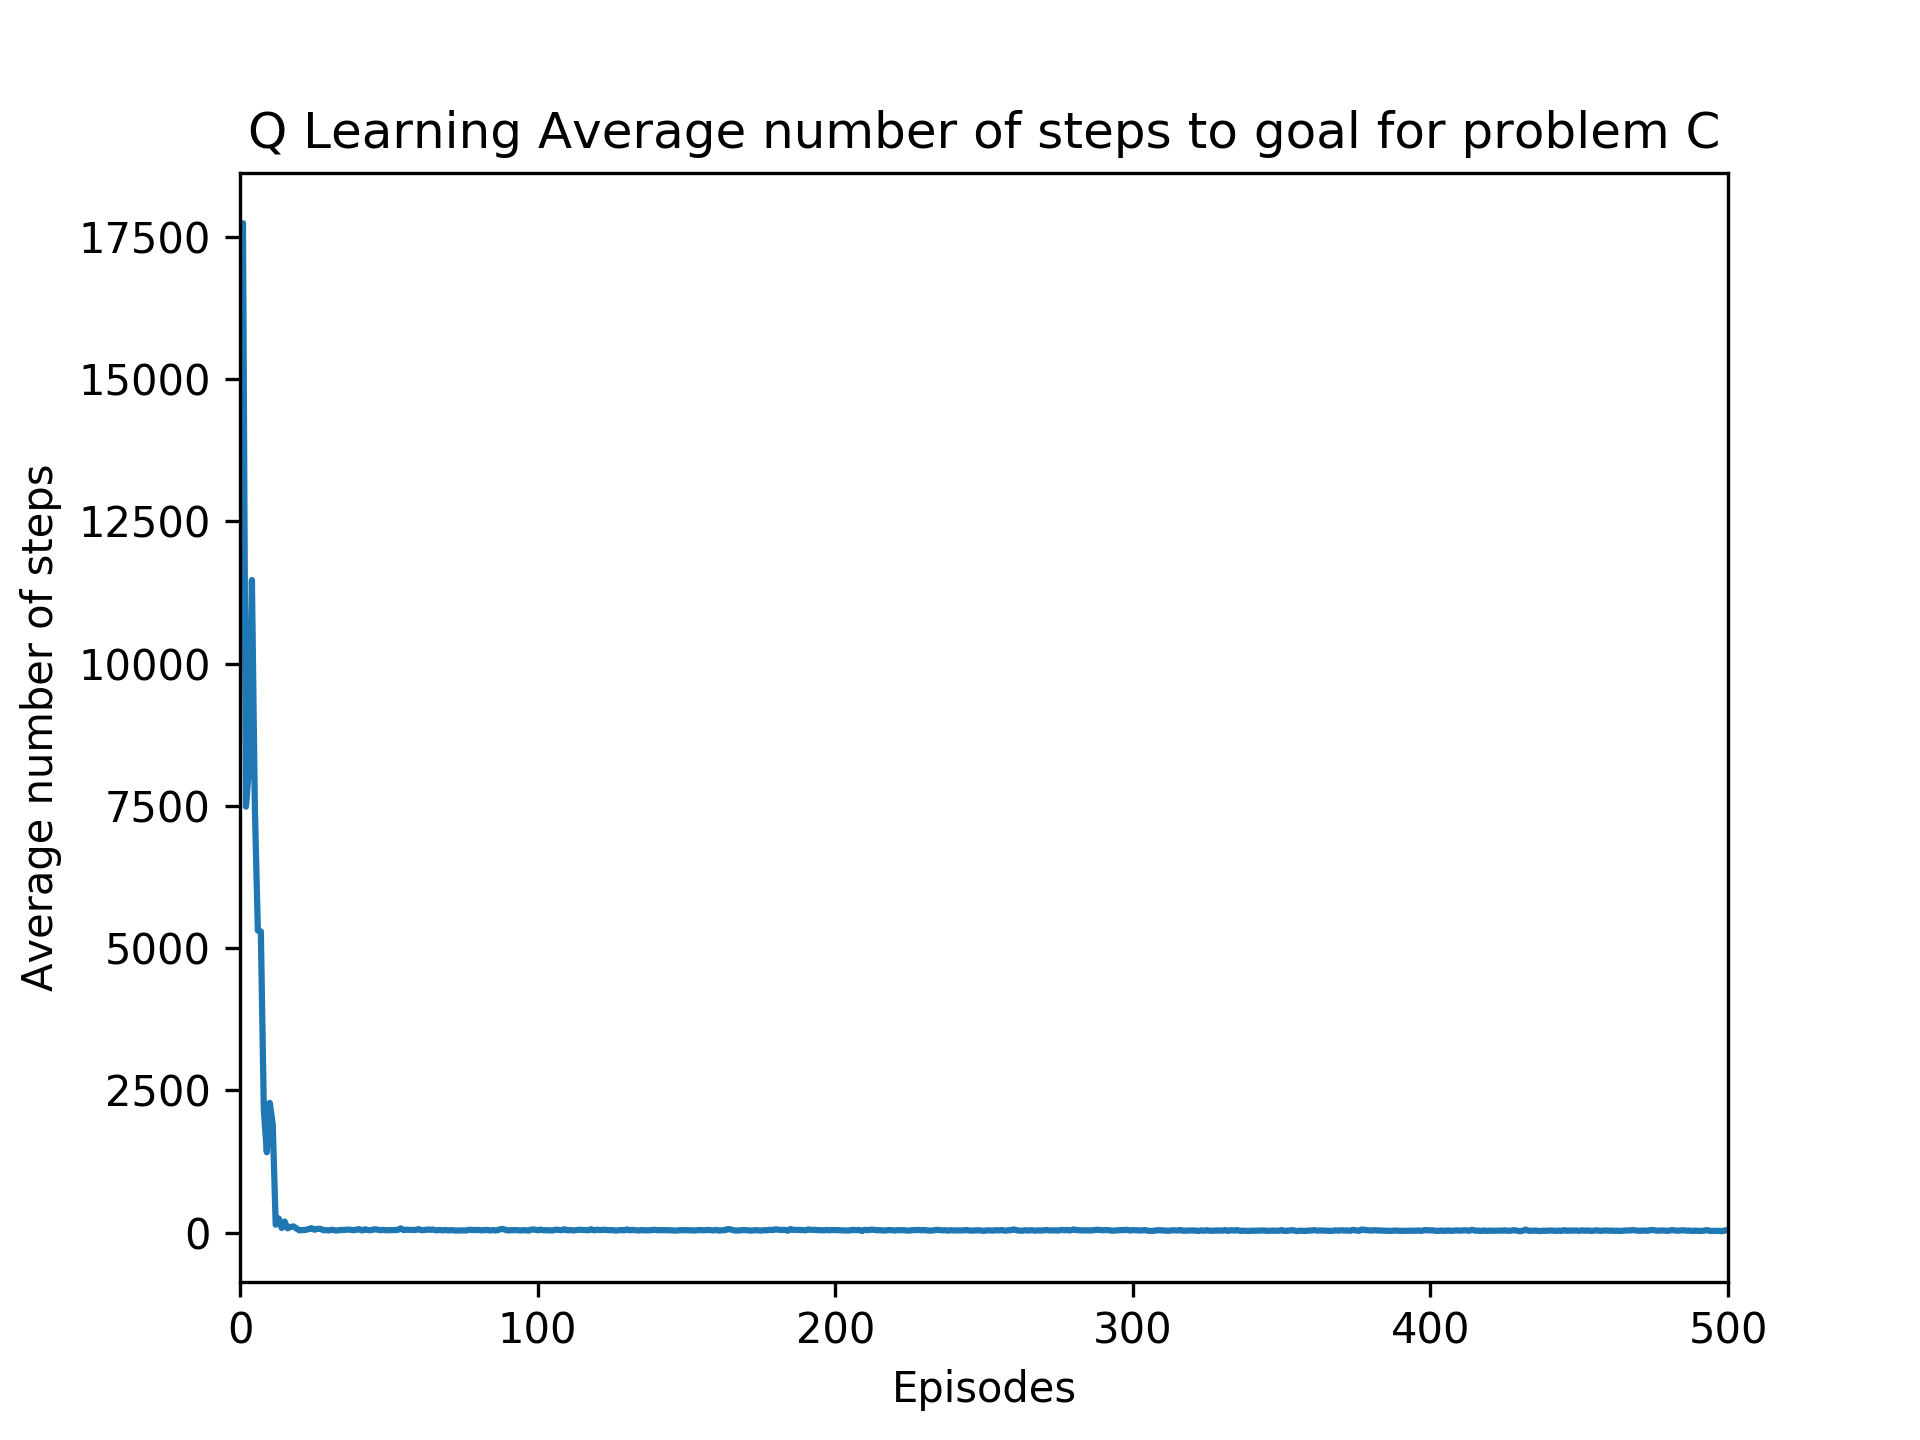 Q Learning Average number of steps to goal for problem C
17500
15000
12500
10000
7500
5000
2500
0
Average number of steps
0 100 200 300 400 500
Episodes